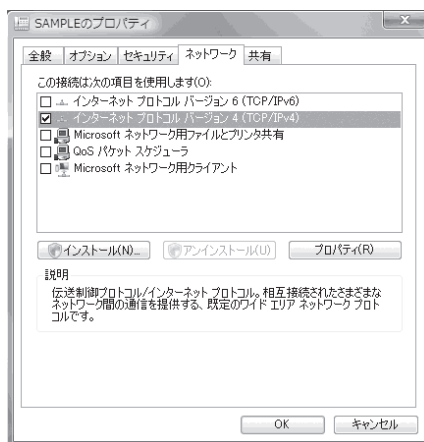 SAMPLEのプロパティ
全般 オプション セキュリティ ネットワーク 共有
この接続は次の項目を使用します(O):
インターネット プロトコル バージョン 6 (TCP/IPv6)
インターネット プロトコル バージョン 4 (TCP/IPv4)
Microsoft ネットワーク用ファイルとプリンタ共有
QoS パケット スケジューラ
Microsoft ネットワーク用クライアント
インストール(N)... アンインストール(U) プロパティ(R)
説明
伝送制御プロトコル/インターネット プロトコル。相互接続されたさまざまな
ネットワーク間の通信を提供する、既定のワイド エリア ネットワーク プロト
コルです。
OK キャンセル